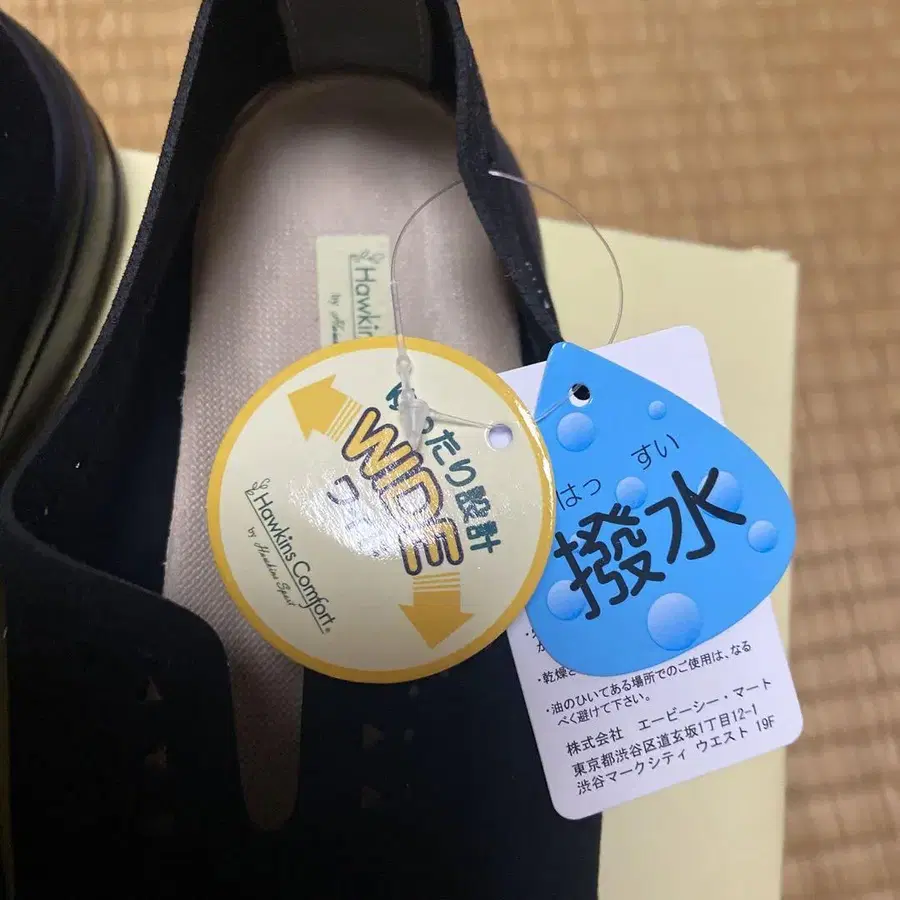 Hawkins
by
ゆったり設計
WIDE
Hawkins Comfort®
by Hawkins Sport
はっ すい
撥水
・乾燥
・油のひいてある場所でのご使用は、なる
べく避けて下さい。
株式会社 エービーシー・マート
東京都渋谷区道玄坂1丁目12-1
渋谷マークシティ ウエスト 19F